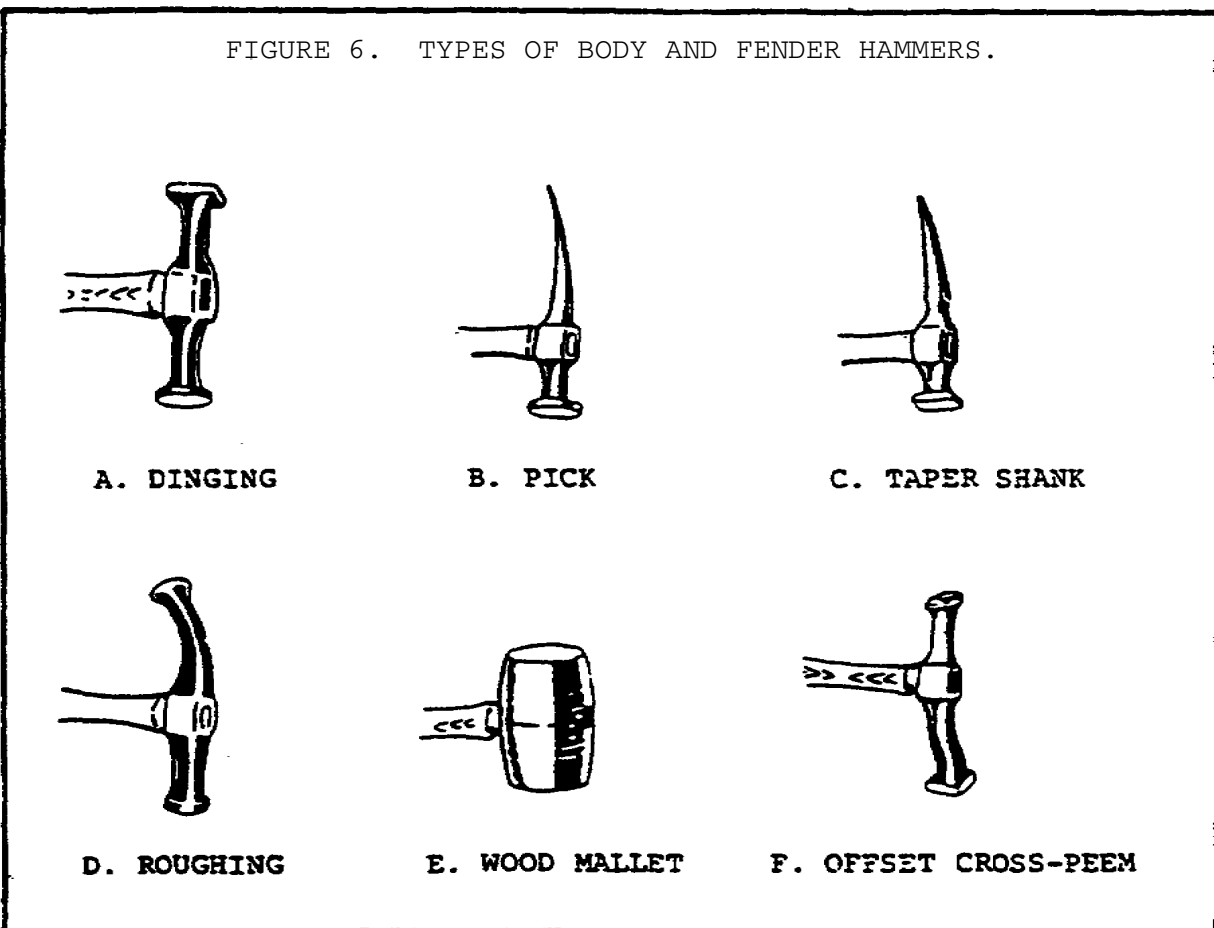 FIGURE 6. TYPES OF BODY AND FENDER HAMMERS.
A. DINGING
B. PICK
C. TAPER SHANK
D. ROUGHING
E. WOOD MALLET
F. OFFSET CROSS-PEEM